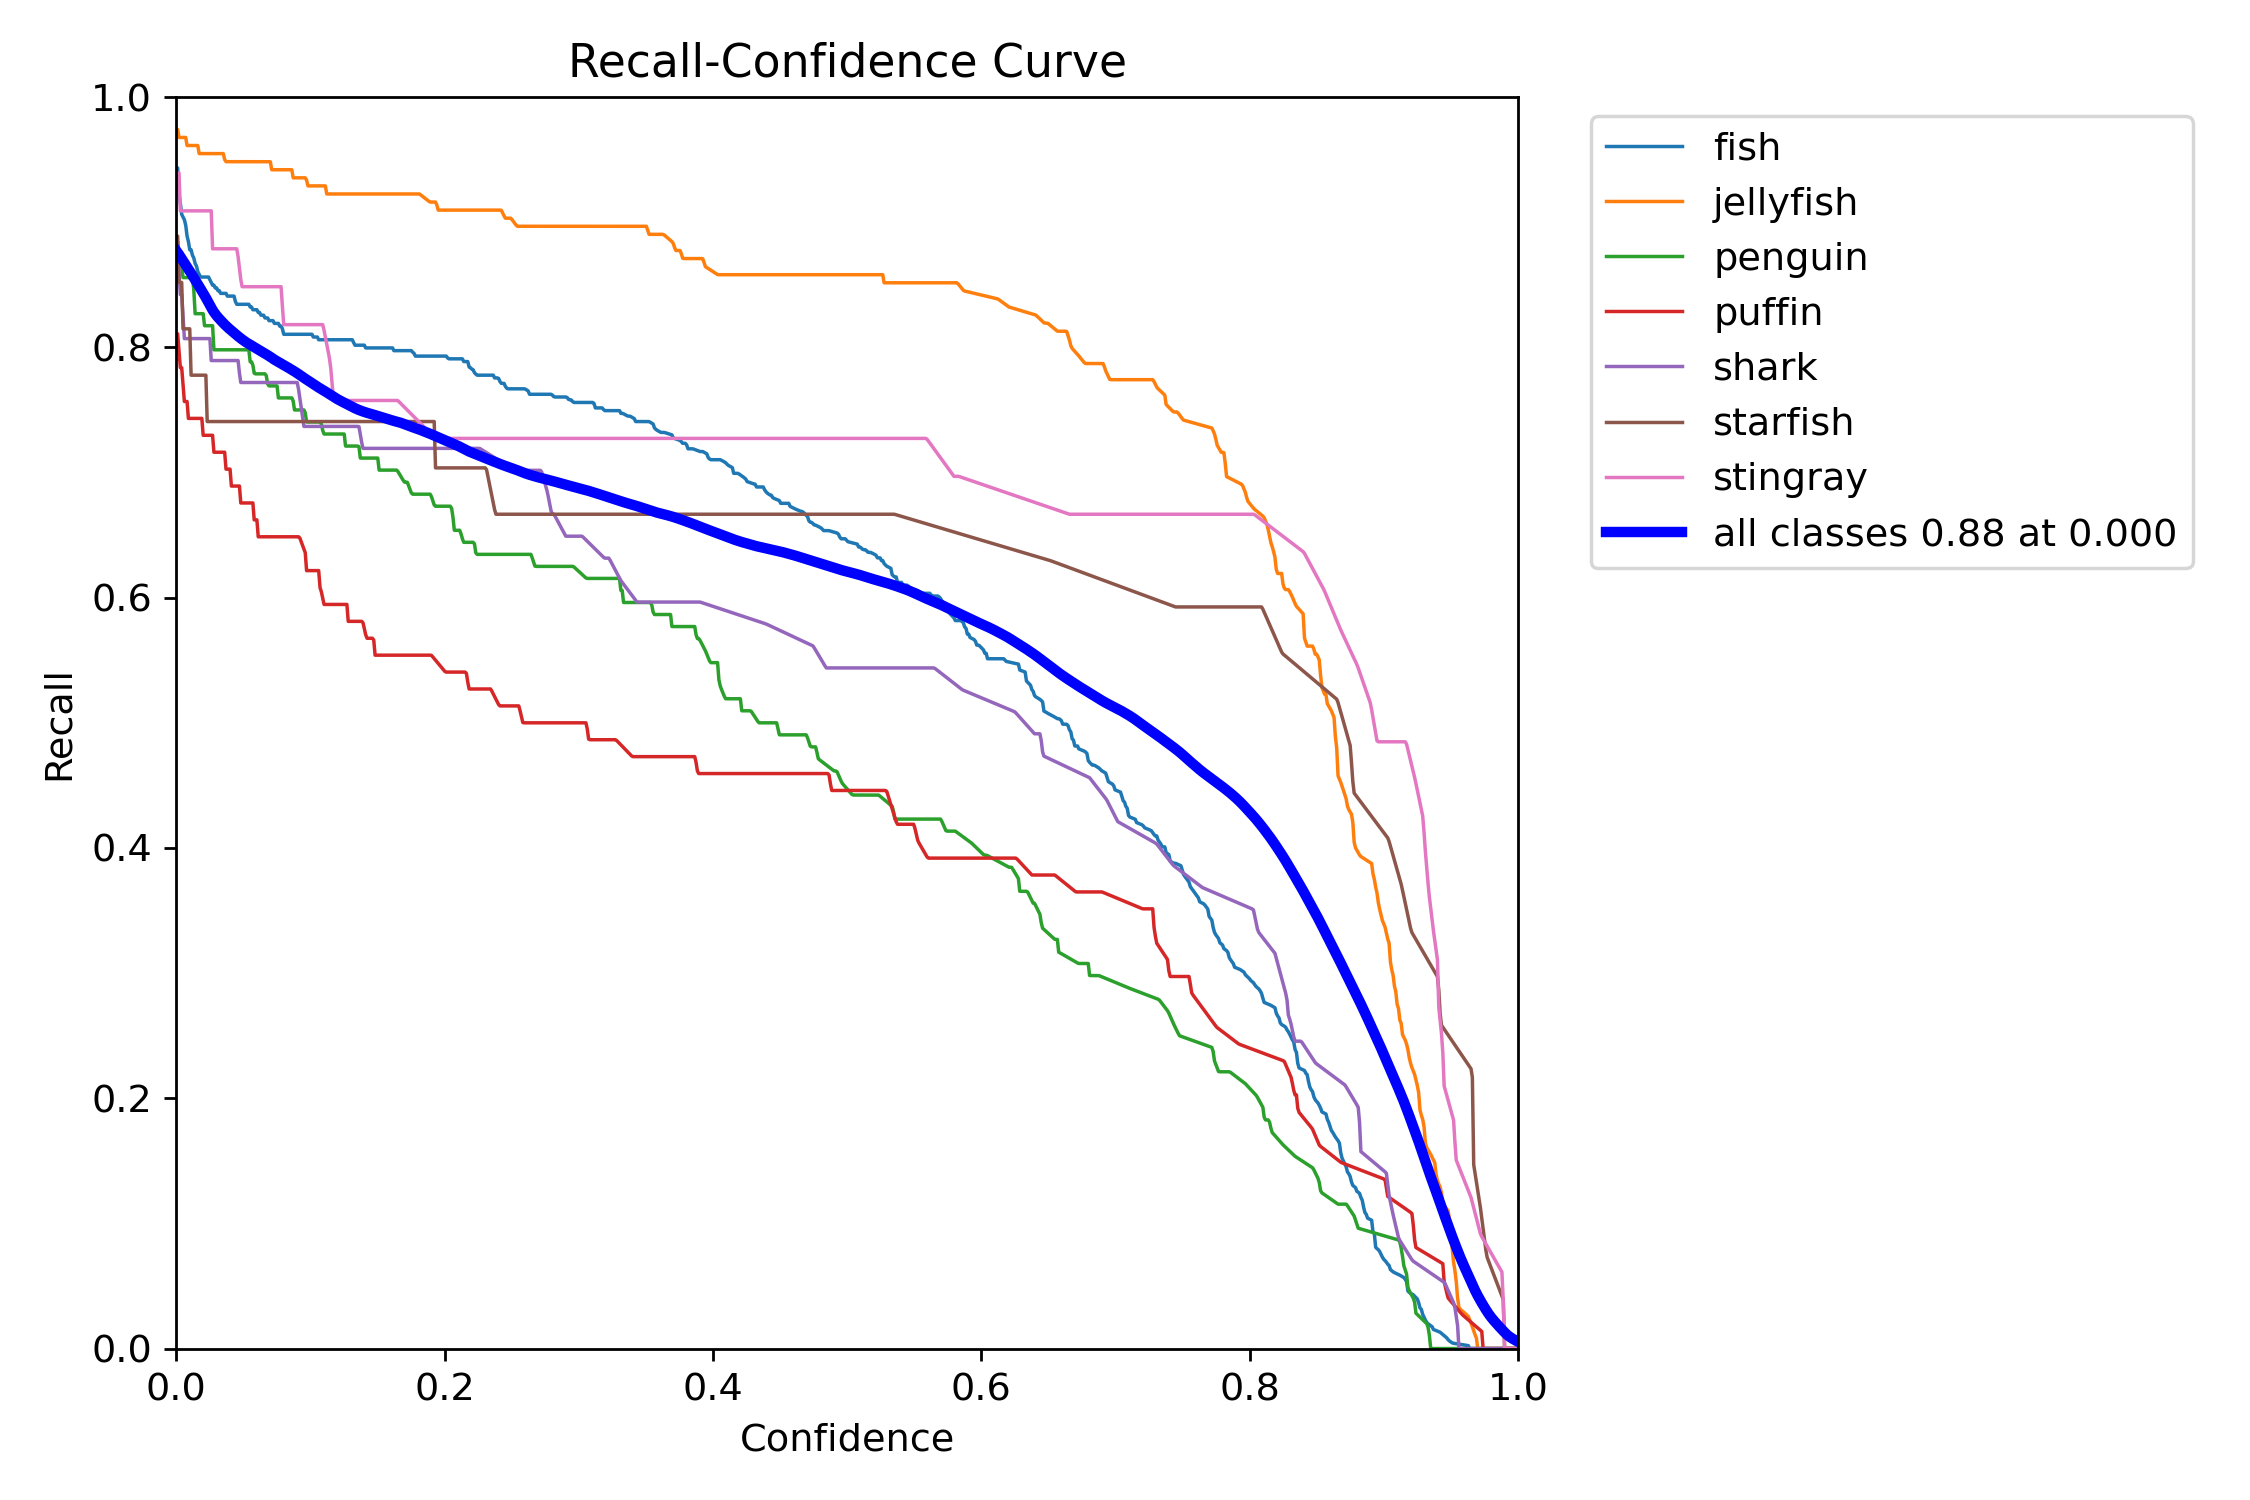 Recall-Confidence Curve
1.0
0.8
0.6
0.4
0.2
0.0
Recall
0.0 0.2 0.4 0.6 0.8 1.0
Confidence
fish
jellyfish
penguin
puffin
shark
starfish
stingray
all classes 0.88 at 0.000